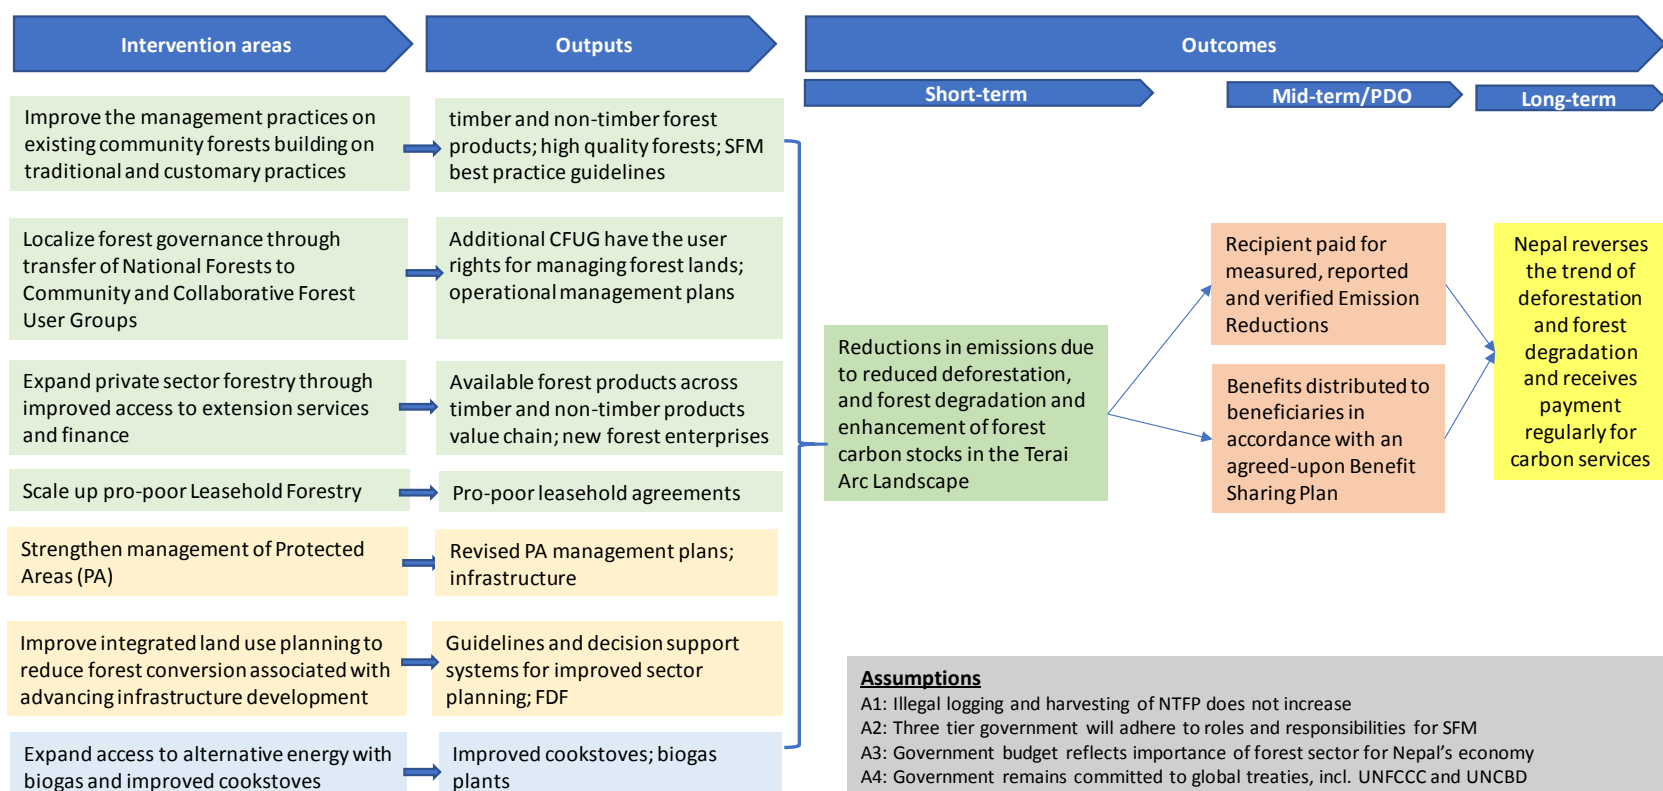 Intervention areas
Outputs
Outcomes
Short-term
Mid-term/PDO
Long-term
Improve the management practices on
existing community forests building on
traditional and customary practices
timber and non-timber forest
products; high quality forests; SFM
best practice guidelines
Localize forest governance through
transfer of National Forests to
Community and Collaborative Forest
User Groups
Additional CFUG have the user
rights for managing forest lands;
operational management plans
Expand private sector forestry through
improved access to extension services
and finance
Available forest products across
timber and non-timber products
value chain; new forest enterprises
Scale up pro-poor Leasehold Forestry
Pro-poor leasehold agreements
Strengthen management of Protected
Areas (PA)
Revised PA management plans;
infrastructure
Improve integrated land use planning to
reduce forest conversion associated with
advancing infrastructure development
Guidelines and decision support
systems for improved sector
planning; FDF
Expand access to alternative energy with
biogas and improved cookstoves
Improved cookstoves; biogas
plants
Reductions in emissions due
to reduced deforestation,
and forest degradation and
enhancement of forest
carbon stocks in the Terai
Arc Landscape
Recipient paid for
measured, reported
and verified Emission
Reductions
Benefits distributed to
beneficiaries in
accordance with an
agreed-upon Benefit
Sharing Plan
Nepal reverses
the trend of
deforestation
and forest
degradation
and receives
payment
regularly for
carbon services
Assumptions
A1: Illegal logging and harvesting of NTFP does not increase
A2: Three tier government will adhere to roles and responsibilities for SFM
A3: Government budget reflects importance of forest sector for Nepal's economy
A4: Government remains committed to global treaties, incl. UNFCCC and UNCBD